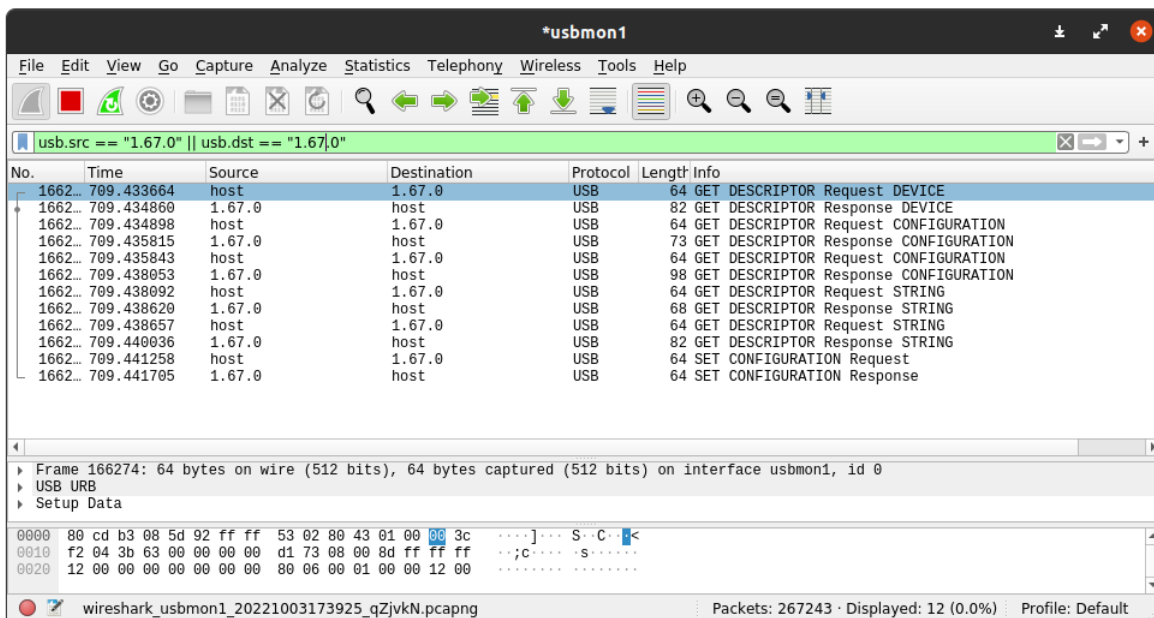 *usbmon1
File Edit View Go Capture Analyze Statistics Telephony Wireless Tools Help
usb.src == "1.67.0" || usb.dst == "1.67.0"
No. Time Source Destination Protocol Length Info
1662… 709.433664 host 1.67.0 USB 64 GET DESCRIPTOR Request DEVICE
1662… 709.434860 1.67.0 host USB 82 GET DESCRIPTOR Response DEVICE
1662… 709.434898 host 1.67.0 USB 64 GET DESCRIPTOR Request CONFIGURATION
1662… 709.435815 1.67.0 host USB 73 GET DESCRIPTOR Response CONFIGURATION
1662… 709.435843 host 1.67.0 USB 64 GET DESCRIPTOR Request CONFIGURATION
1662… 709.438053 1.67.0 host USB 98 GET DESCRIPTOR Response CONFIGURATION
1662… 709.438092 host 1.67.0 USB 64 GET DESCRIPTOR Request STRING
1662… 709.438620 1.67.0 host USB 68 GET DESCRIPTOR Response STRING
1662… 709.438657 host 1.67.0 USB 64 GET DESCRIPTOR Request STRING
1662… 709.440036 1.67.0 host USB 82 GET DESCRIPTOR Response STRING
1662… 709.441258 host 1.67.0 USB 64 SET CONFIGURATION Request
1662… 709.441705 1.67.0 host USB 64 SET CONFIGURATION Response
Frame 166274: 64 bytes on wire (512 bits), 64 bytes captured (512 bits) on interface usbmon1, id 0
USB URB
Setup Data
0000 80 cd b3 08 5d 92 ff ff 53 02 80 43 01 00 00 3c ····]··· S··C···<
0010 f2 04 3b 63 00 00 00 00 d1 73 08 00 8d ff ff ff ··;c···· ·s······
0020 12 00 00 00 00 00 00 00 80 06 00 01 00 00 12 00 ········ ········
wireshark_usbmon1_20221003173925_qZjvkN.pcapng Packets: 267243 · Displayed: 12 (0.0%) Profile: Default